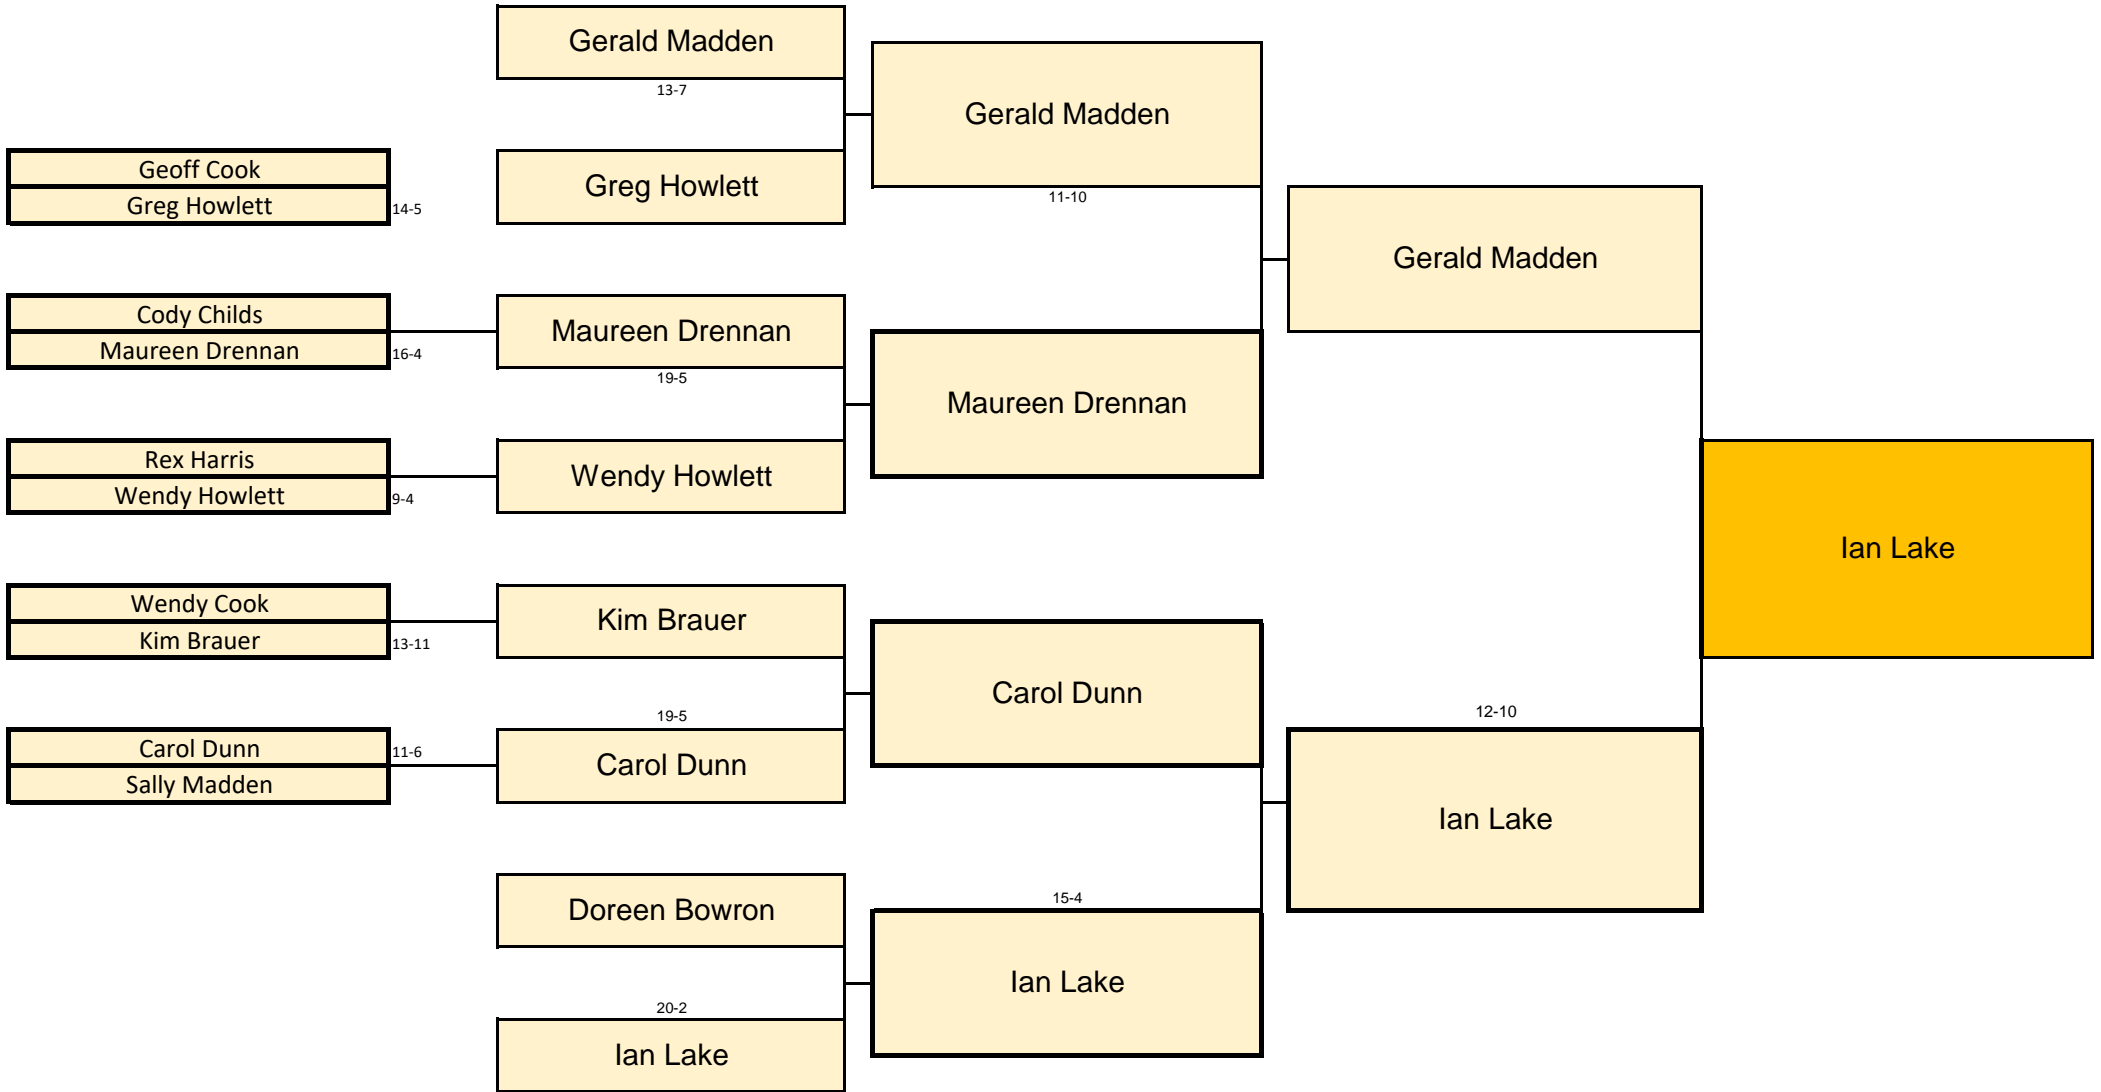 Geoff Cook
Greg Howlett
14-5
Cody Childs
Maureen Drennan
16-4
Rex Harris
Wendy Howlett
9-4
Wendy Cook
Kim Brauer
13-11
Carol Dunn
11-6
Sally Madden
Gerald Madden
13-7
Greg Howlett
Maureen Drennan
19-5
Wendy Howlett
Kim Brauer
19-5
Carol Dunn
Doreen Bowron
20-2
Ian Lake
Gerald Madden
11-10
Maureen Drennan
Carol Dunn
15-4
Ian Lake
Gerald Madden
12-10
Ian Lake
Ian Lake